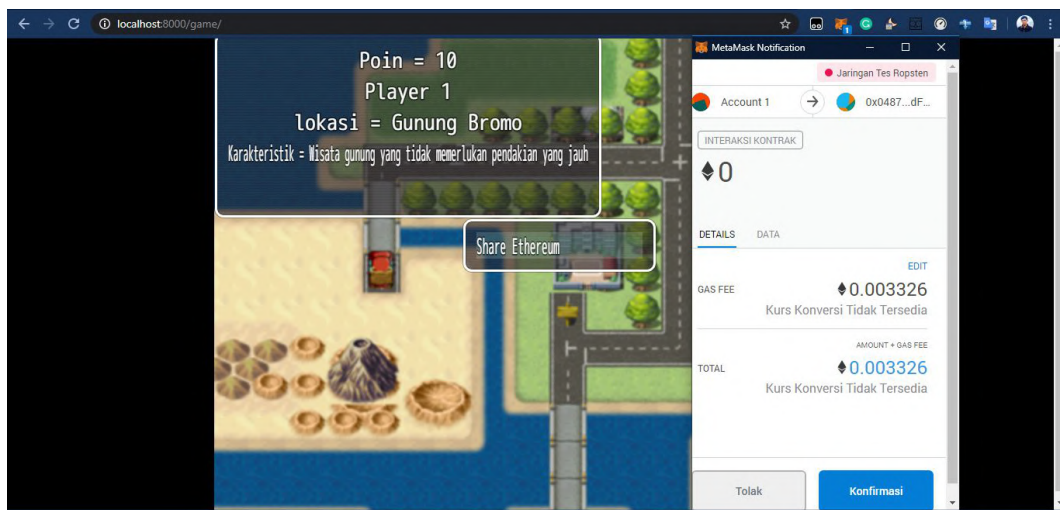 localhost:8000/game/
1
Poin = 10
Player 1
lokasi = Gunung Bromo
Karakteristik = Wisata gunung yang tidak memerlukan pendakian yang jauh
Share Ethereum
MetaMask Notification
Jaringan Tes Ropsten
Account 1
0x0487...dF...
INTERAKSI KONTRAK
0
DETAILS DATA
EDIT
GAS FEE 0.003326
Kurs Konversi Tidak Tersedia
AMOUNT + GAS FEE
TOTAL 0.003326
Kurs Konversi Tidak Tersedia
Tolak Konfirmasi